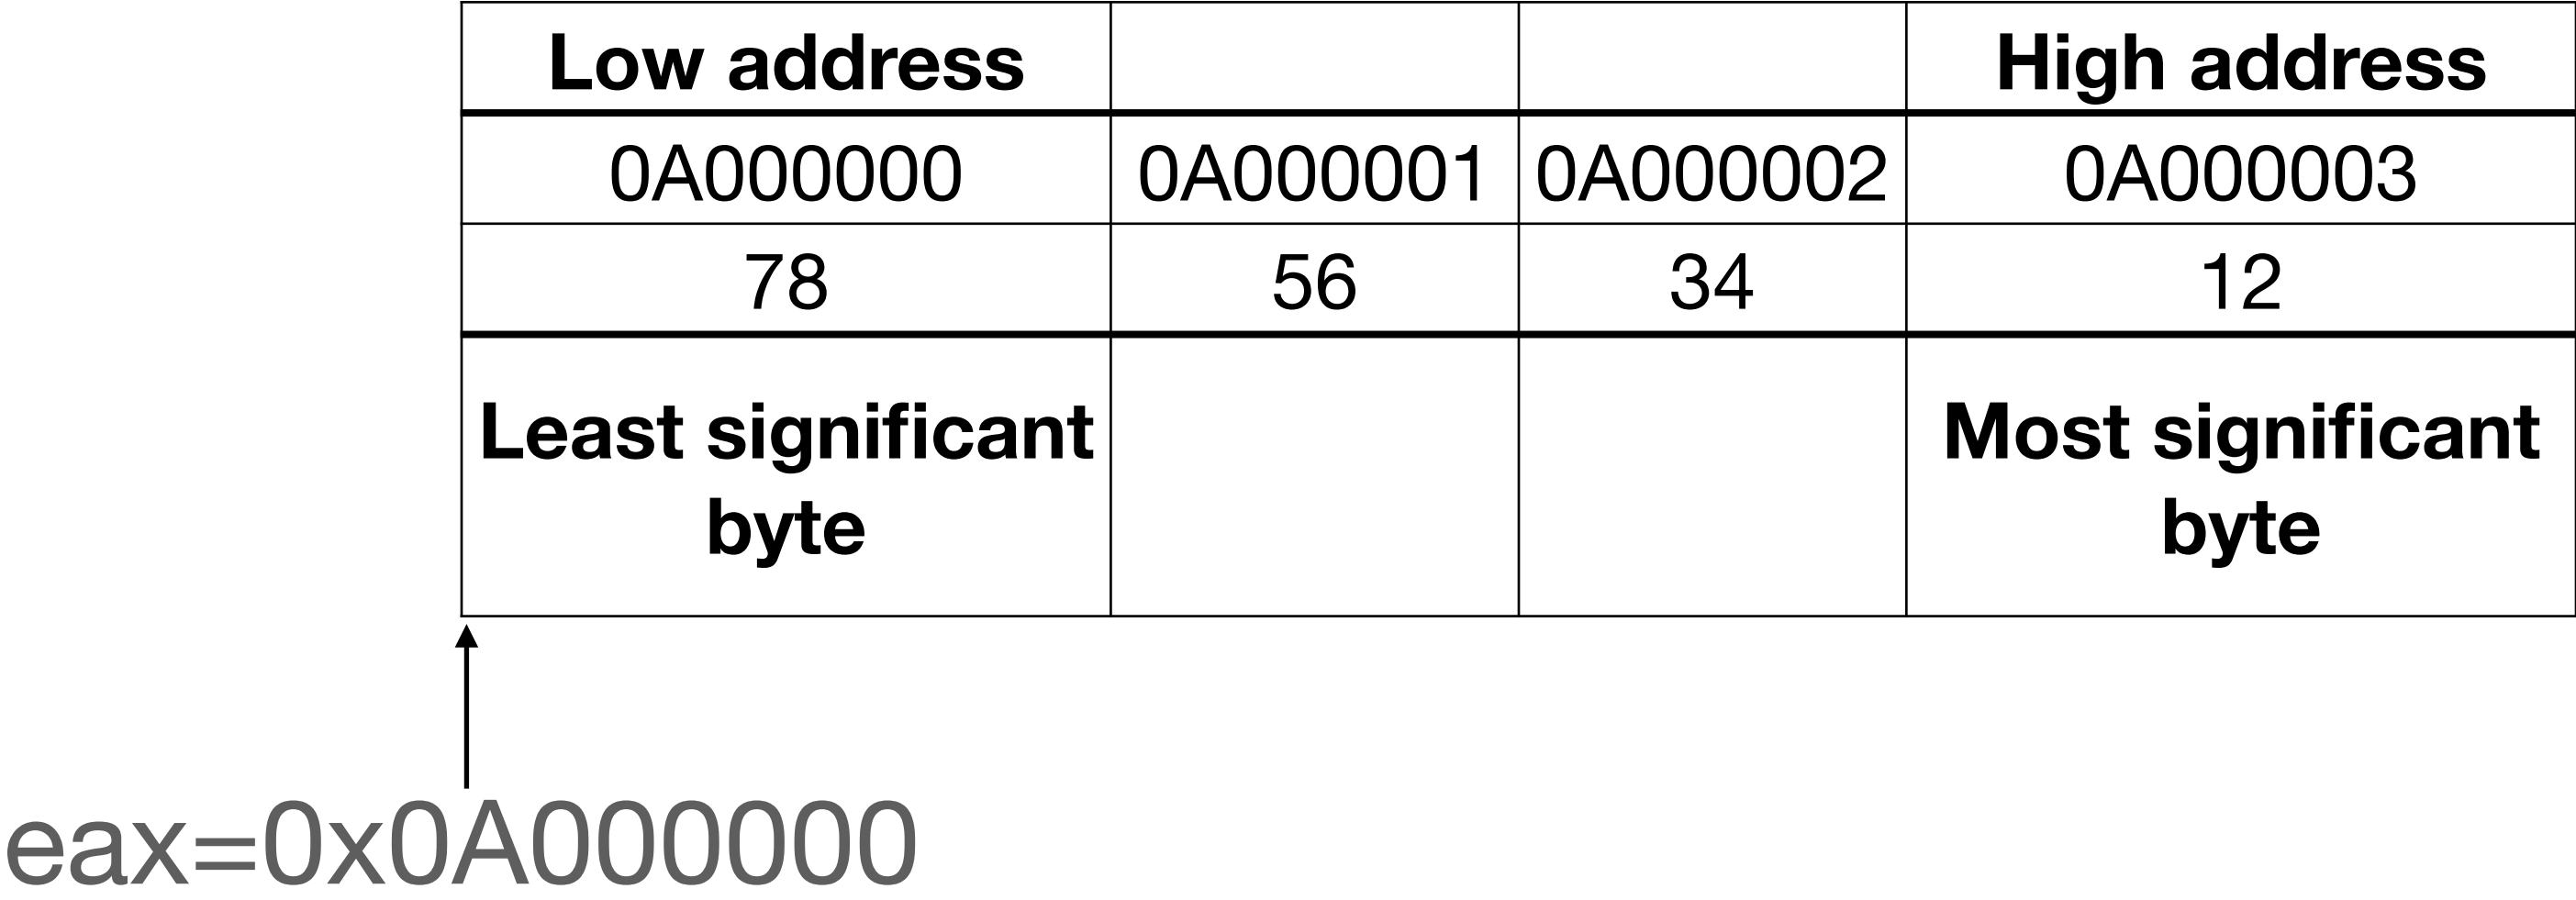 Low address High address
0A000000 0A000001 0A000002 0A000003
78 56 34 12
Least significant Most significant
byte byte
eax=0x0A000000